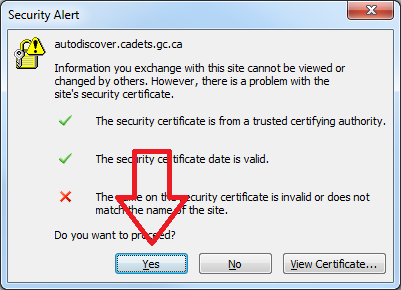 Security Alert
autodiscover.cadets.gc.ca
Information you exchange with this site cannot be viewed or
changed by others. However, there is a problem with the
site's security certificate.
The security certificate is from a trusted certifying authority.
The security certificate date is valid.
The name on the security certificate is invalid or does not
match the name of the site.
Do you want to proceed?
Yes
No
View Certificate...